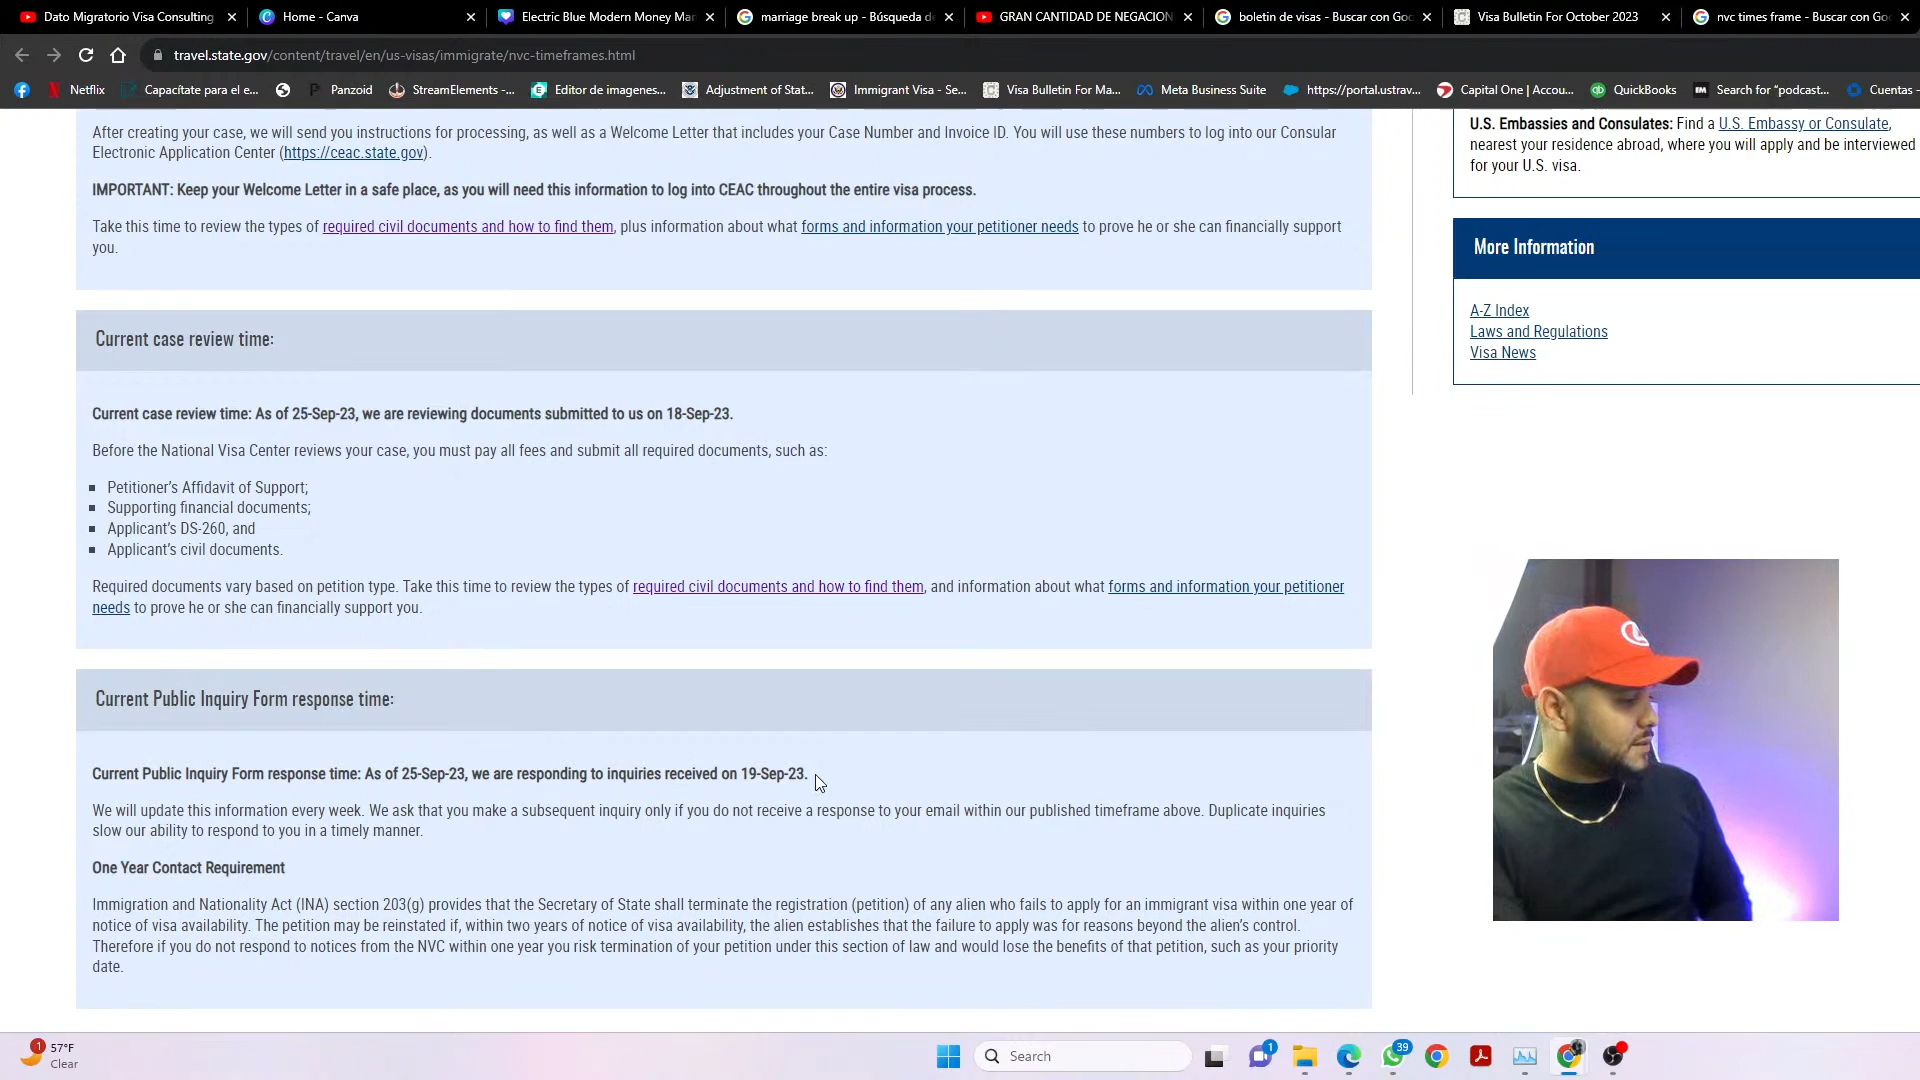 Dato Migratorio Visa Consulting
Home - Canva
Electric Blue Modern Money Mar
marriage break up - Búsqueda de
GRAN CANTIDAD DE NEGACION
boletin de visas - Buscar con Goo
Visa Bulletin For October 2023
nvc times frame - Buscar con Goo
travel.state.gov/content/travel/en/us-visas/immigrate/nvc-timeframes.html
Netflix
Capacítate para el e...
Panzoid
StreamElements -...
Editor de imagenes...
Adjustment of Stat...
Immigrant Visa - Se...
Visa Bulletin For Ma...
Meta Business Suite
https://portal.ustrav...
Capital One | Accou...
QuickBooks
Search for "podcast...
Cuentas -
After creating your case, we will send you instructions for processing, as well as a Welcome Letter that includes your Case Number and Invoice ID. You will use these numbers to log into our Consular
Electronic Application Center (https://ceac.state.gov).
IMPORTANT: Keep your Welcome Letter in a safe place, as you will need this information to log into CEAC throughout the entire visa process.
Take this time to review the types of required civil documents and how to find them, plus information about what forms and information your petitioner needs to prove he or she can financially support
you.
Current case review time:
Current case review time: As of 25-Sep-23, we are reviewing documents submitted to us on 18-Sep-23.
Before the National Visa Center reviews your case, you must pay all fees and submit all required documents, such as:
Petitioner's Affidavit of Support;
Supporting financial documents;
Applicant's DS-260, and
Applicant's civil documents.
Required documents vary based on petition type. Take this time to review the types of required civil documents and how to find them, and information about what forms and information your petitioner
needs to prove he or she can financially support you.
Current Public Inquiry Form response time:
Current Public Inquiry Form response time: As of 25-Sep-23, we are responding to inquiries received on 19-Sep-23.
We will update this information every week. We ask that you make a subsequent inquiry only if you do not receive a response to your email within our published timeframe above. Duplicate inquiries
slow our ability to respond to you in a timely manner.
One Year Contact Requirement
Immigration and Nationality Act (INA) section 203(g) provides that the Secretary of State shall terminate the registration (petition) of any alien who fails to apply for an immigrant visa within one year of
notice of visa availability. The petition may be reinstated if, within two years of notice of visa availability, the alien establishes that the failure to apply was for reasons beyond the alien's control.
Therefore if you do not respond to notices from the NVC within one year you risk termination of your petition under this section of law and would lose the benefits of that petition, such as your priority
date.
U.S. Embassies and Consulates: Find a U.S. Embassy or Consulate,
nearest your residence abroad, where you will apply and be interviewed
for your U.S. visa.
More Information
A-Z Index
Laws and Regulations
Visa News
1
57°F
Clear
Search
1
39